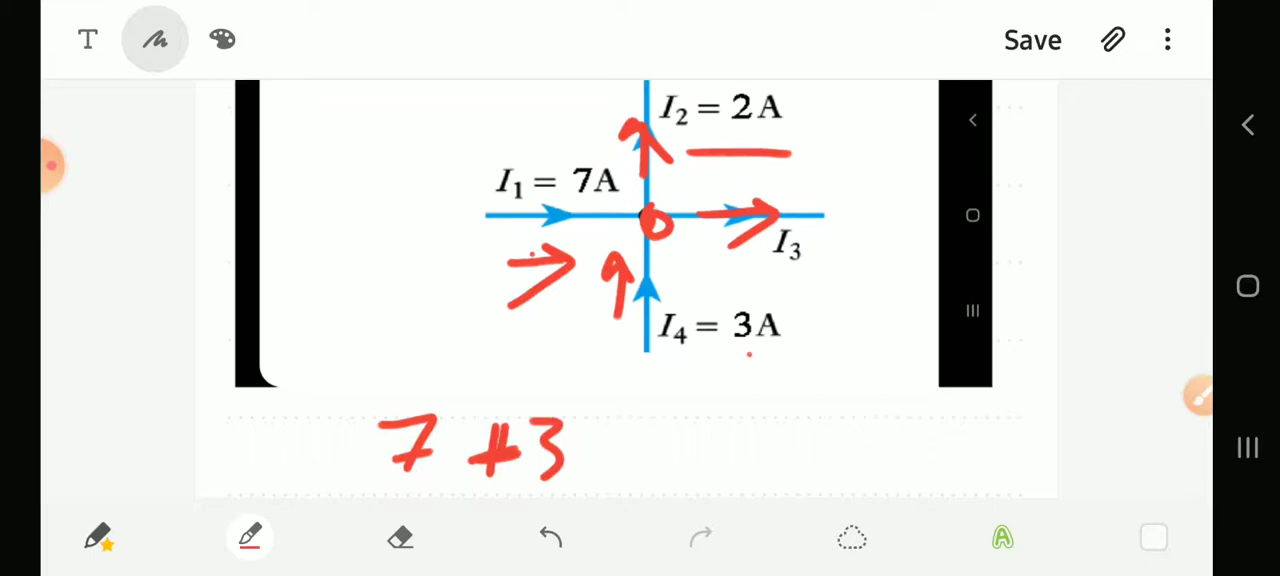 T
Save
I₂ = 2A
I₁ = 7A
I₃
I₄ = 3A
7 + 3
A